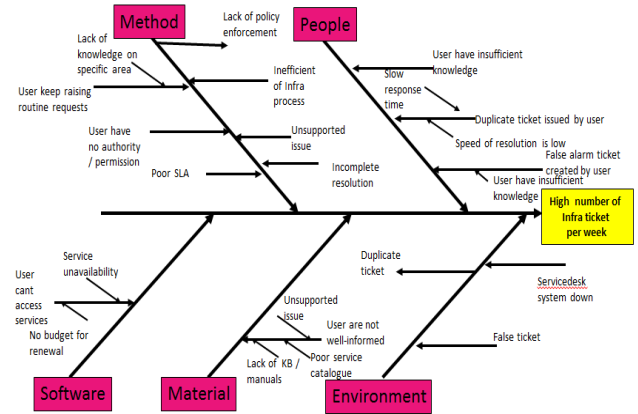 Method
People
Lack of policy
enforcement
Lack of
knowledge on
specific area
User keep raising
routine requests
Inefficient
of Infra
process
User have
no authority
/ permission
Unsupported
issue
Poor SLA
Incomplete
resolution
User have insufficient
knowledge
Slow
response
time
Duplicate ticket issued by user
Speed of resolution is low
False alarm ticket
created by user
User have insufficient
knowledge
High number of
Infra ticket
per week
Service
unavailability
User
cant
access
services
No budget for
renewal
Unsupported
issue
User are not
well-informed
Lack of KB /
manuals
Poor service
catalogue
Duplicate
ticket
Servicedesk
system down
False ticket
Software
Material
Environment